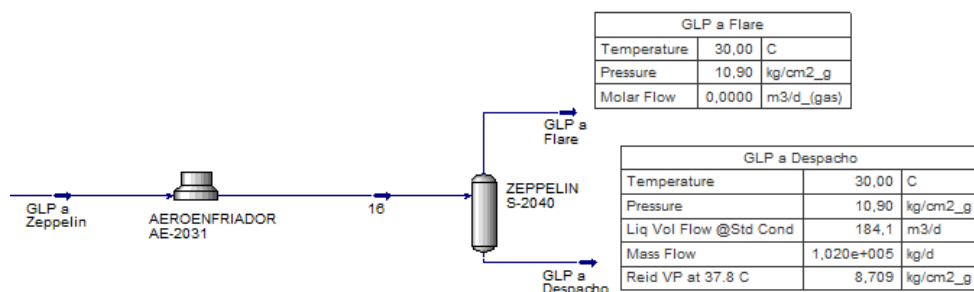 GLP a Flare
Temperature 30,00 C
Pressure 10,90 kg/cm2_g
Molar Flow 0,0000 m3/d_(gas)
GLP a
Flare
GLP a
Zeppelin
AEROENFRIADOR
AE-2031
16
ZEPPELIN
S-2040
GLP a
Despacho
GLP a Despacho
Temperature 30,00 C
Pressure 10,90 kg/cm2_g
Liq Vol Flow @Std Cond 184,1 m3/d
Mass Flow 1,020e+005 kg/d
Reid VP at 37.8 C 8,709 kg/cm2_g